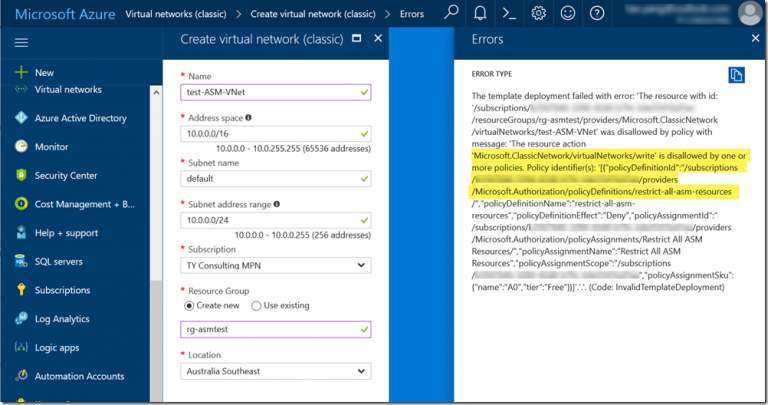 Microsoft Azure Virtual networks (classic) > Create virtual network (classic) > Errors
New
Virtual networks
Azure Active Directory
Monitor
Security Center
Cost Management + B...
Help + support
SQL servers
Subscriptions
Log Analytics
Logic apps
Automation Accounts
Create virtual network (classic)
* Name
test-ASM-VNet
* Address space
10.0.0.0/16
10.0.0.0 - 10.0.255.255 (65536 addresses)
* Subnet name
default
* Subnet address range
10.0.0.0/24
10.0.0.0 - 10.0.0.255 (256 addresses)
* Subscription
TY Consulting MPN
* Resource Group
Create new Use existing
rg-asmtest
* Location
Australia Southeast
Errors
ERROR TYPE
The template deployment failed with error: 'The resource with id:
'/subscriptions/
/resourceGroups/rg-asmtest/providers/Microsoft.ClassicNetwork
/virtualNetworks/test-ASM-VNet' was disallowed by policy with
message: 'The resource action
'Microsoft.ClassicNetwork/virtualNetworks/write' is disallowed by one or
more policies. Policy identifier(s): '[{"policyDefinitionId":"/subscriptions
/providers
/Microsoft.Authorization/policyDefinitions/restrict-all-asm-resources
/","policyDefinitionName":"restrict-all-asm-
resources","policyDefinitionEffect":"Deny","policyAssignmentId":"
/subscriptions/ /providers
/Microsoft.Authorization/policyAssignments/Restrict All ASM
Resources/","policyAssignmentName":"Restrict All ASM
Resources","policyAssignmentScope":"/subscriptions
/ ","policyAssignmentSku":
{"name":"A0","tier":"Free"}}]'.'.'. (Code: InvalidTemplateDeployment)